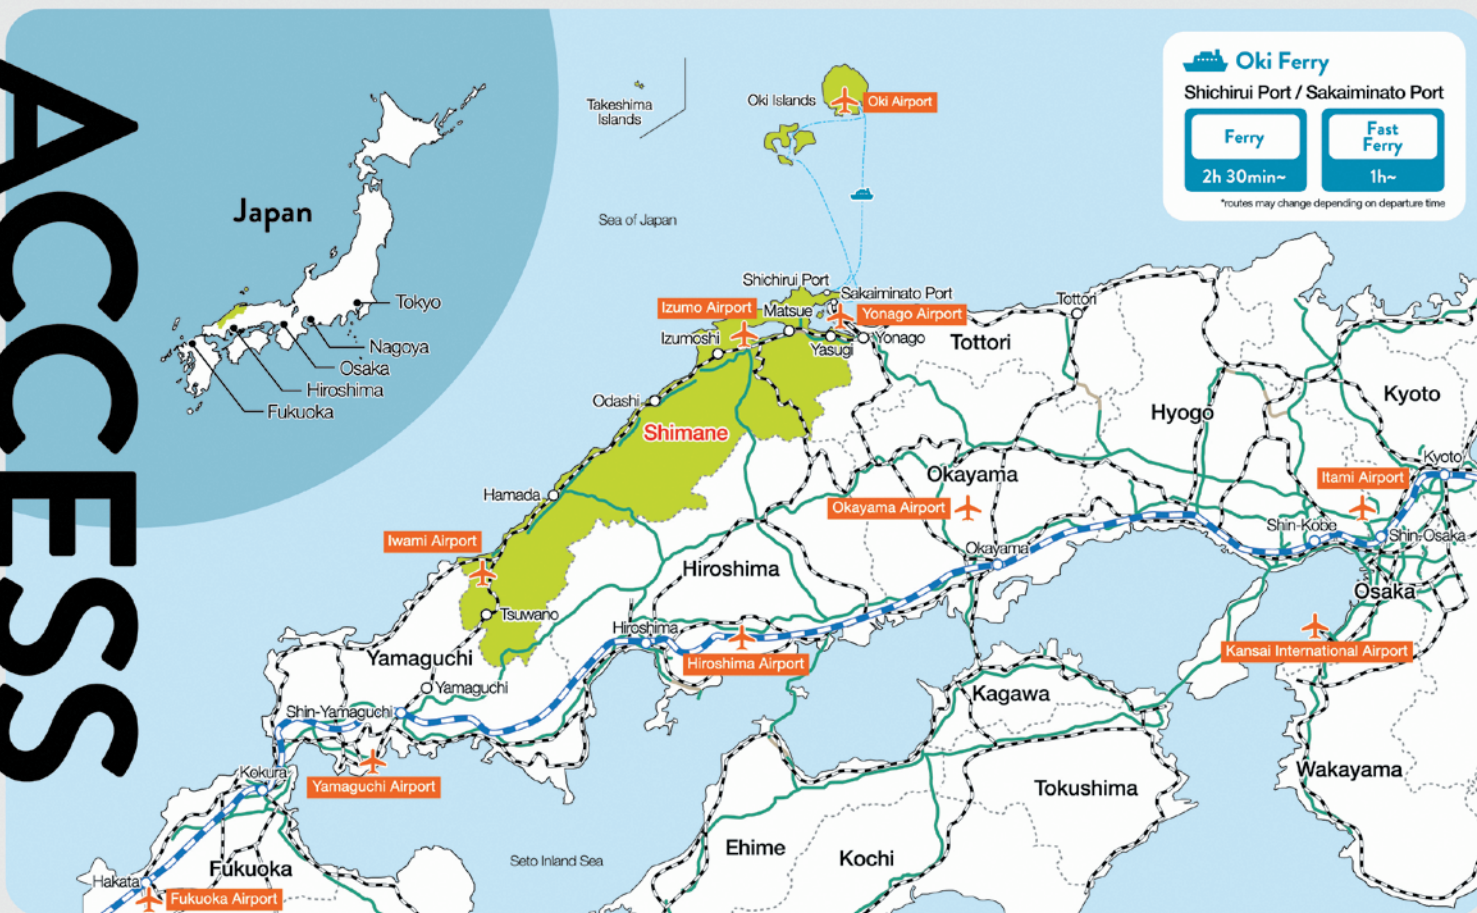 ACCESS
Japan
Tokyo
Nagoya
Osaka
Hiroshima
Fukuoka
Takeshima
Islands
Oki Islands
Oki Airport
Sea of Japan
Oki Ferry
Shichirui Port / Sakaiminato Port
Ferry
2h 30min~
Fast
Ferry
1h~
*routes may change depending on departure time
Shichirui Port
Sakaiminato Port
Izumo Airport
Matsue
Yonago Airport
Tottori
Izumoshi
Yasugi
Yonago
Tottori
Odashi
Shimane
Hyogo
Kyoto
Kyoto
Hamada
Okayama
Okayama Airport
Itami Airport
Iwami Airport
Shin-Kobe
Shin-Osaka
Okayama
Hiroshima
Osaka
Tsuwano
Hiroshima
Hiroshima Airport
Kansai International Airport
Yamaguchi
Yamaguchi
Kagawa
Shin-Yamaguchi
Kokura
Yamaguchi Airport
Tokushima
Wakayama
Ehime
Kochi
Seto Inland Sea
Fukuoka
Hakata
Fukuoka Airport